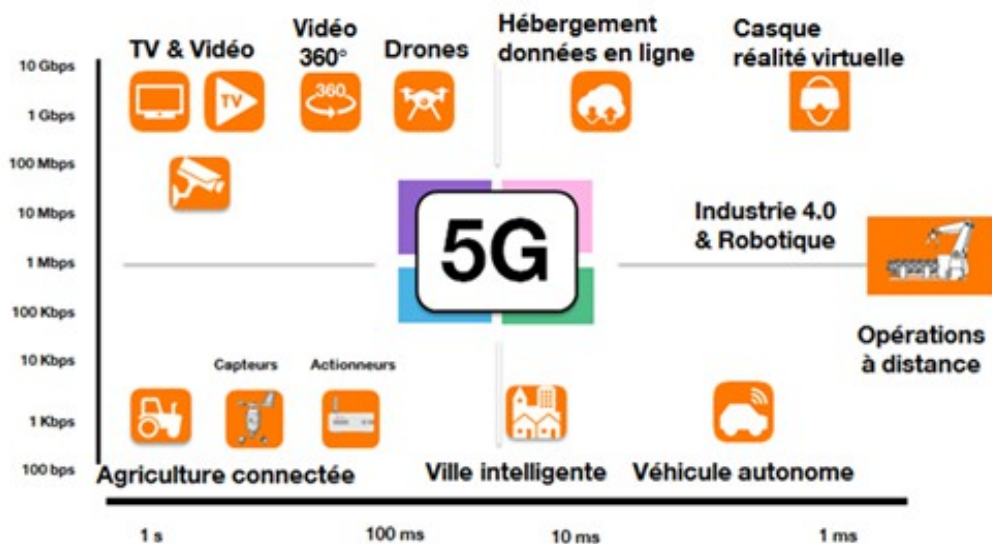 TV & Vidéo
Vidéo
360°
Drones
Hébergement
données en ligne
Casque
réalité virtuelle
10 Gbps
1 Gbps
100 Mbps
10 Mbps
1 Mbps
100 Kbps
10 Kbps
1 Kbps
100 bps
TV
360
5G
Industrie 4.0
& Robotique
Opérations
à distance
Capteurs
Actionneurs
Agriculture connectée
Ville intelligente
Véhicule autonome
1 s
100 ms
10 ms
1 ms